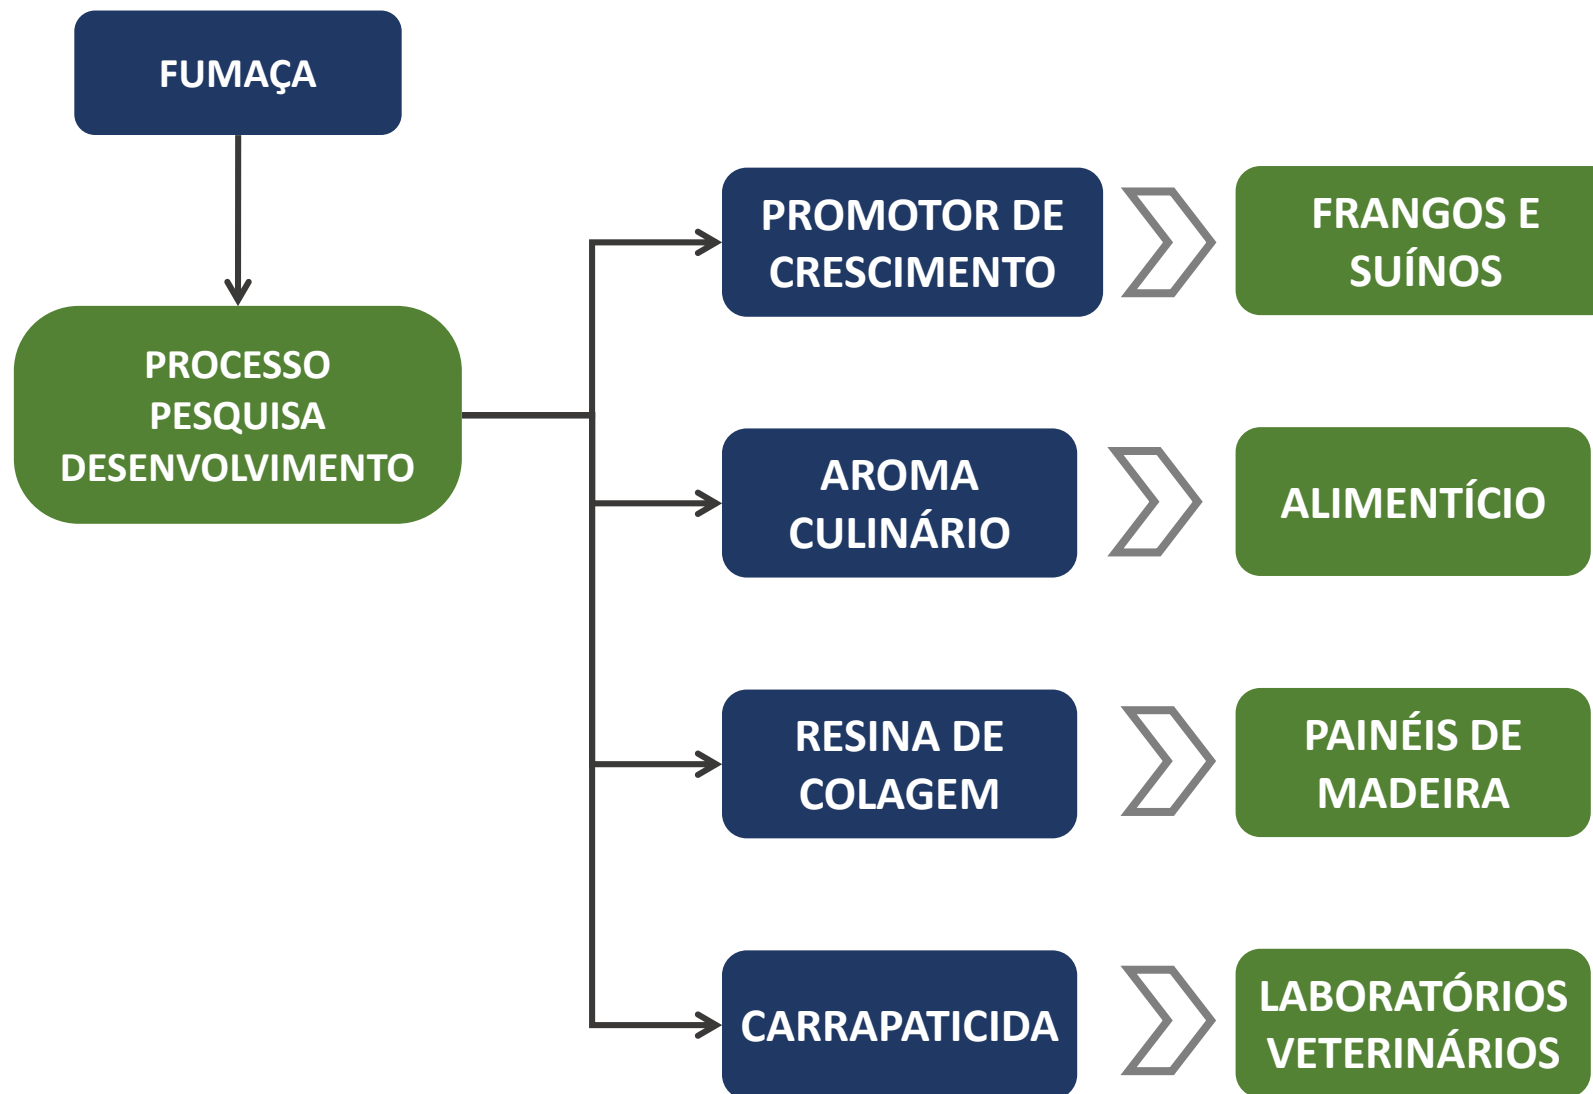 FUMAÇA
PROCESSO
PESQUISA
DESENVOLVIMENTO
PROMOTOR DE
CRESCIMENTO
FRANGOS E
SUÍNOS
AROMA
CULINÁRIO
ALIMENTÍCIO
RESINA DE
COLAGEM
PAINÉIS DE
MADEIRA
CARRAPATICIDA
LABORATÓRIOS
VETERINÁRIOS